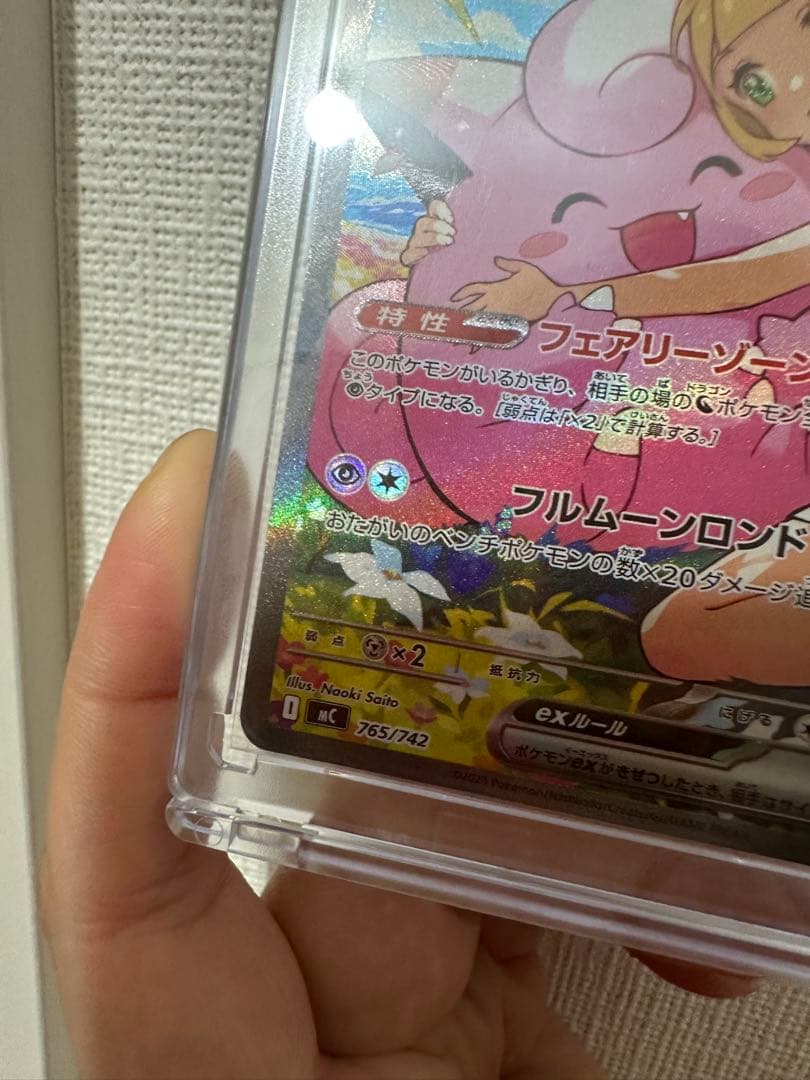 特性 フェアリーゾーン
このポケモンがいるかぎり、相手の場のポケモン
タイプになる。[弱点は「×2」で計算する。]
フルムーンロンド
おたがいのベンチポケモンの数×20ダメージ追
弱点 ×2 抵抗力 にげる
Illus. Naoki Saito
I mC 765/742
exルール
ポケモンexがきぜつしたとき、相手はサイ